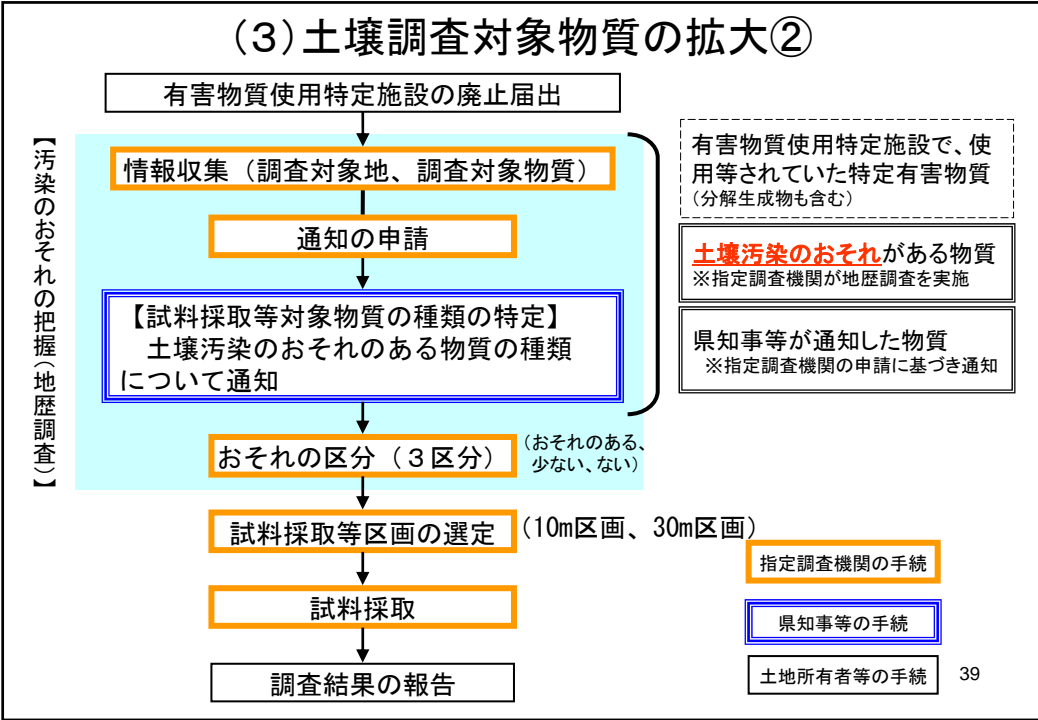 (3)土壌調査対象物質の拡大②
有害物質使用特定施設の廃止届出
【汚染のおそれの把握(地歴調査)】
情報収集(調査対象地、調査対象物質)
通知の申請
【試料採取等対象物質の種類の特定】
土壌汚染のおそれのある物質の種類
について通知
おそれの区分(3区分)
(おそれのある、
少ない、ない)
試料採取等区画の選定
(10m区画、30m区画)
試料採取
調査結果の報告
有害物質使用特定施設で、使
用等されていた特定有害物質
(分解生成物も含む)
土壌汚染のおそれがある物質
※指定調査機関が地歴調査を実施
県知事等が通知した物質
※指定調査機関の申請に基づき通知
指定調査機関の手続
県知事等の手続
土地所有者等の手続
39